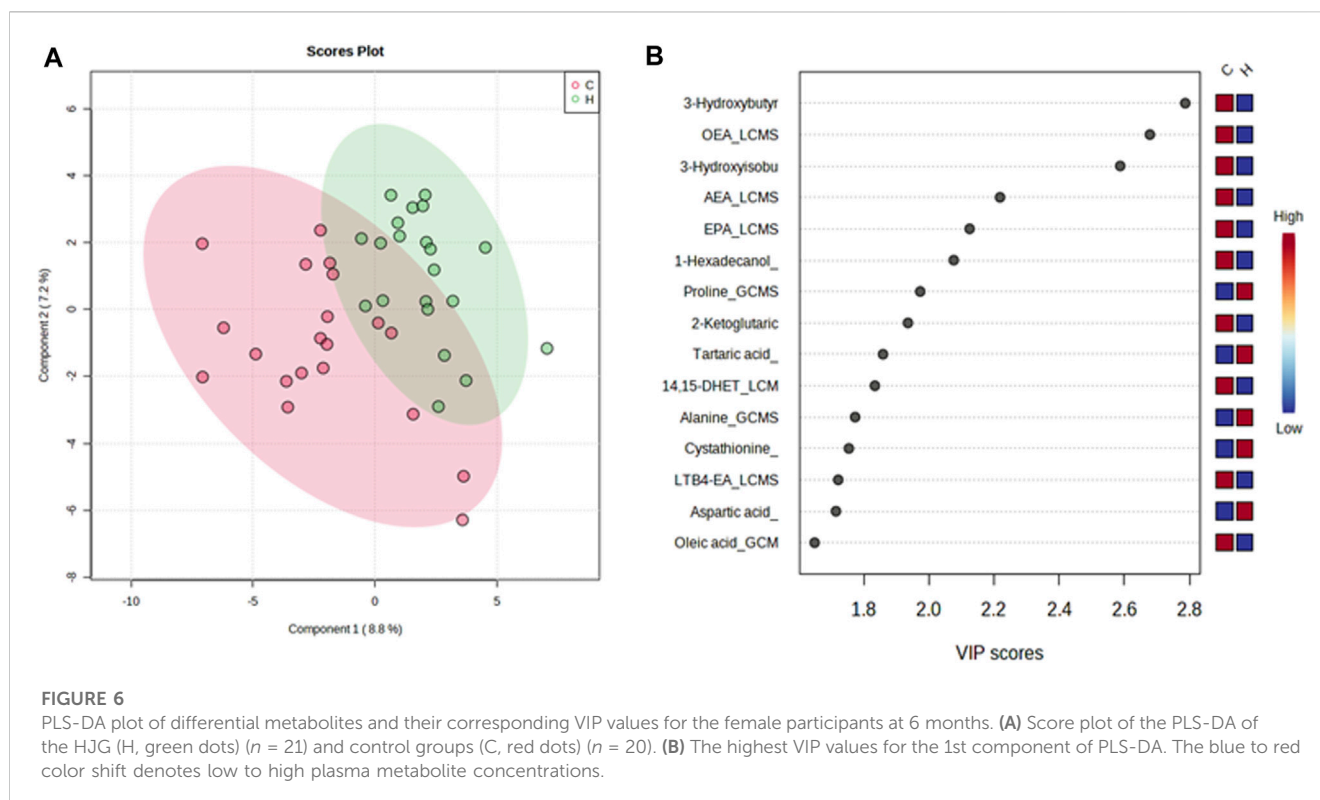 A
Scores Plot
C
H
6
4
2
0
-2
-4
-6
-8
Component 2 ( 7.2 %)
-10
-5
0
5
Component 1 ( 8.8 %)
B
C
H
3-Hydroxybutyr
OEA_LCMS
3-Hydroxyisobu
AEA_LCMS
EPA_LCMS
1-Hexadecanol_
Proline_GCMS
2-Ketoglutaric
Tartaric acid_
14,15-DHET_LCM
Alanine_GCMS
Cystathionine_
LTB4-EA_LCMS
Aspartic acid_
Oleic acid_GCM
High
Low
1.8
2.0
2.2
2.4
2.6
2.8
VIP scores
FIGURE 6
PLS-DA plot of differential metabolites and their corresponding VIP values for the female participants at 6 months. (A) Score plot of the PLS-DA of
the HJG (H, green dots) (n = 21) and control groups (C, red dots) (n = 20). (B) The highest VIP values for the 1st component of PLS-DA. The blue to red
color shift denotes low to high plasma metabolite concentrations.